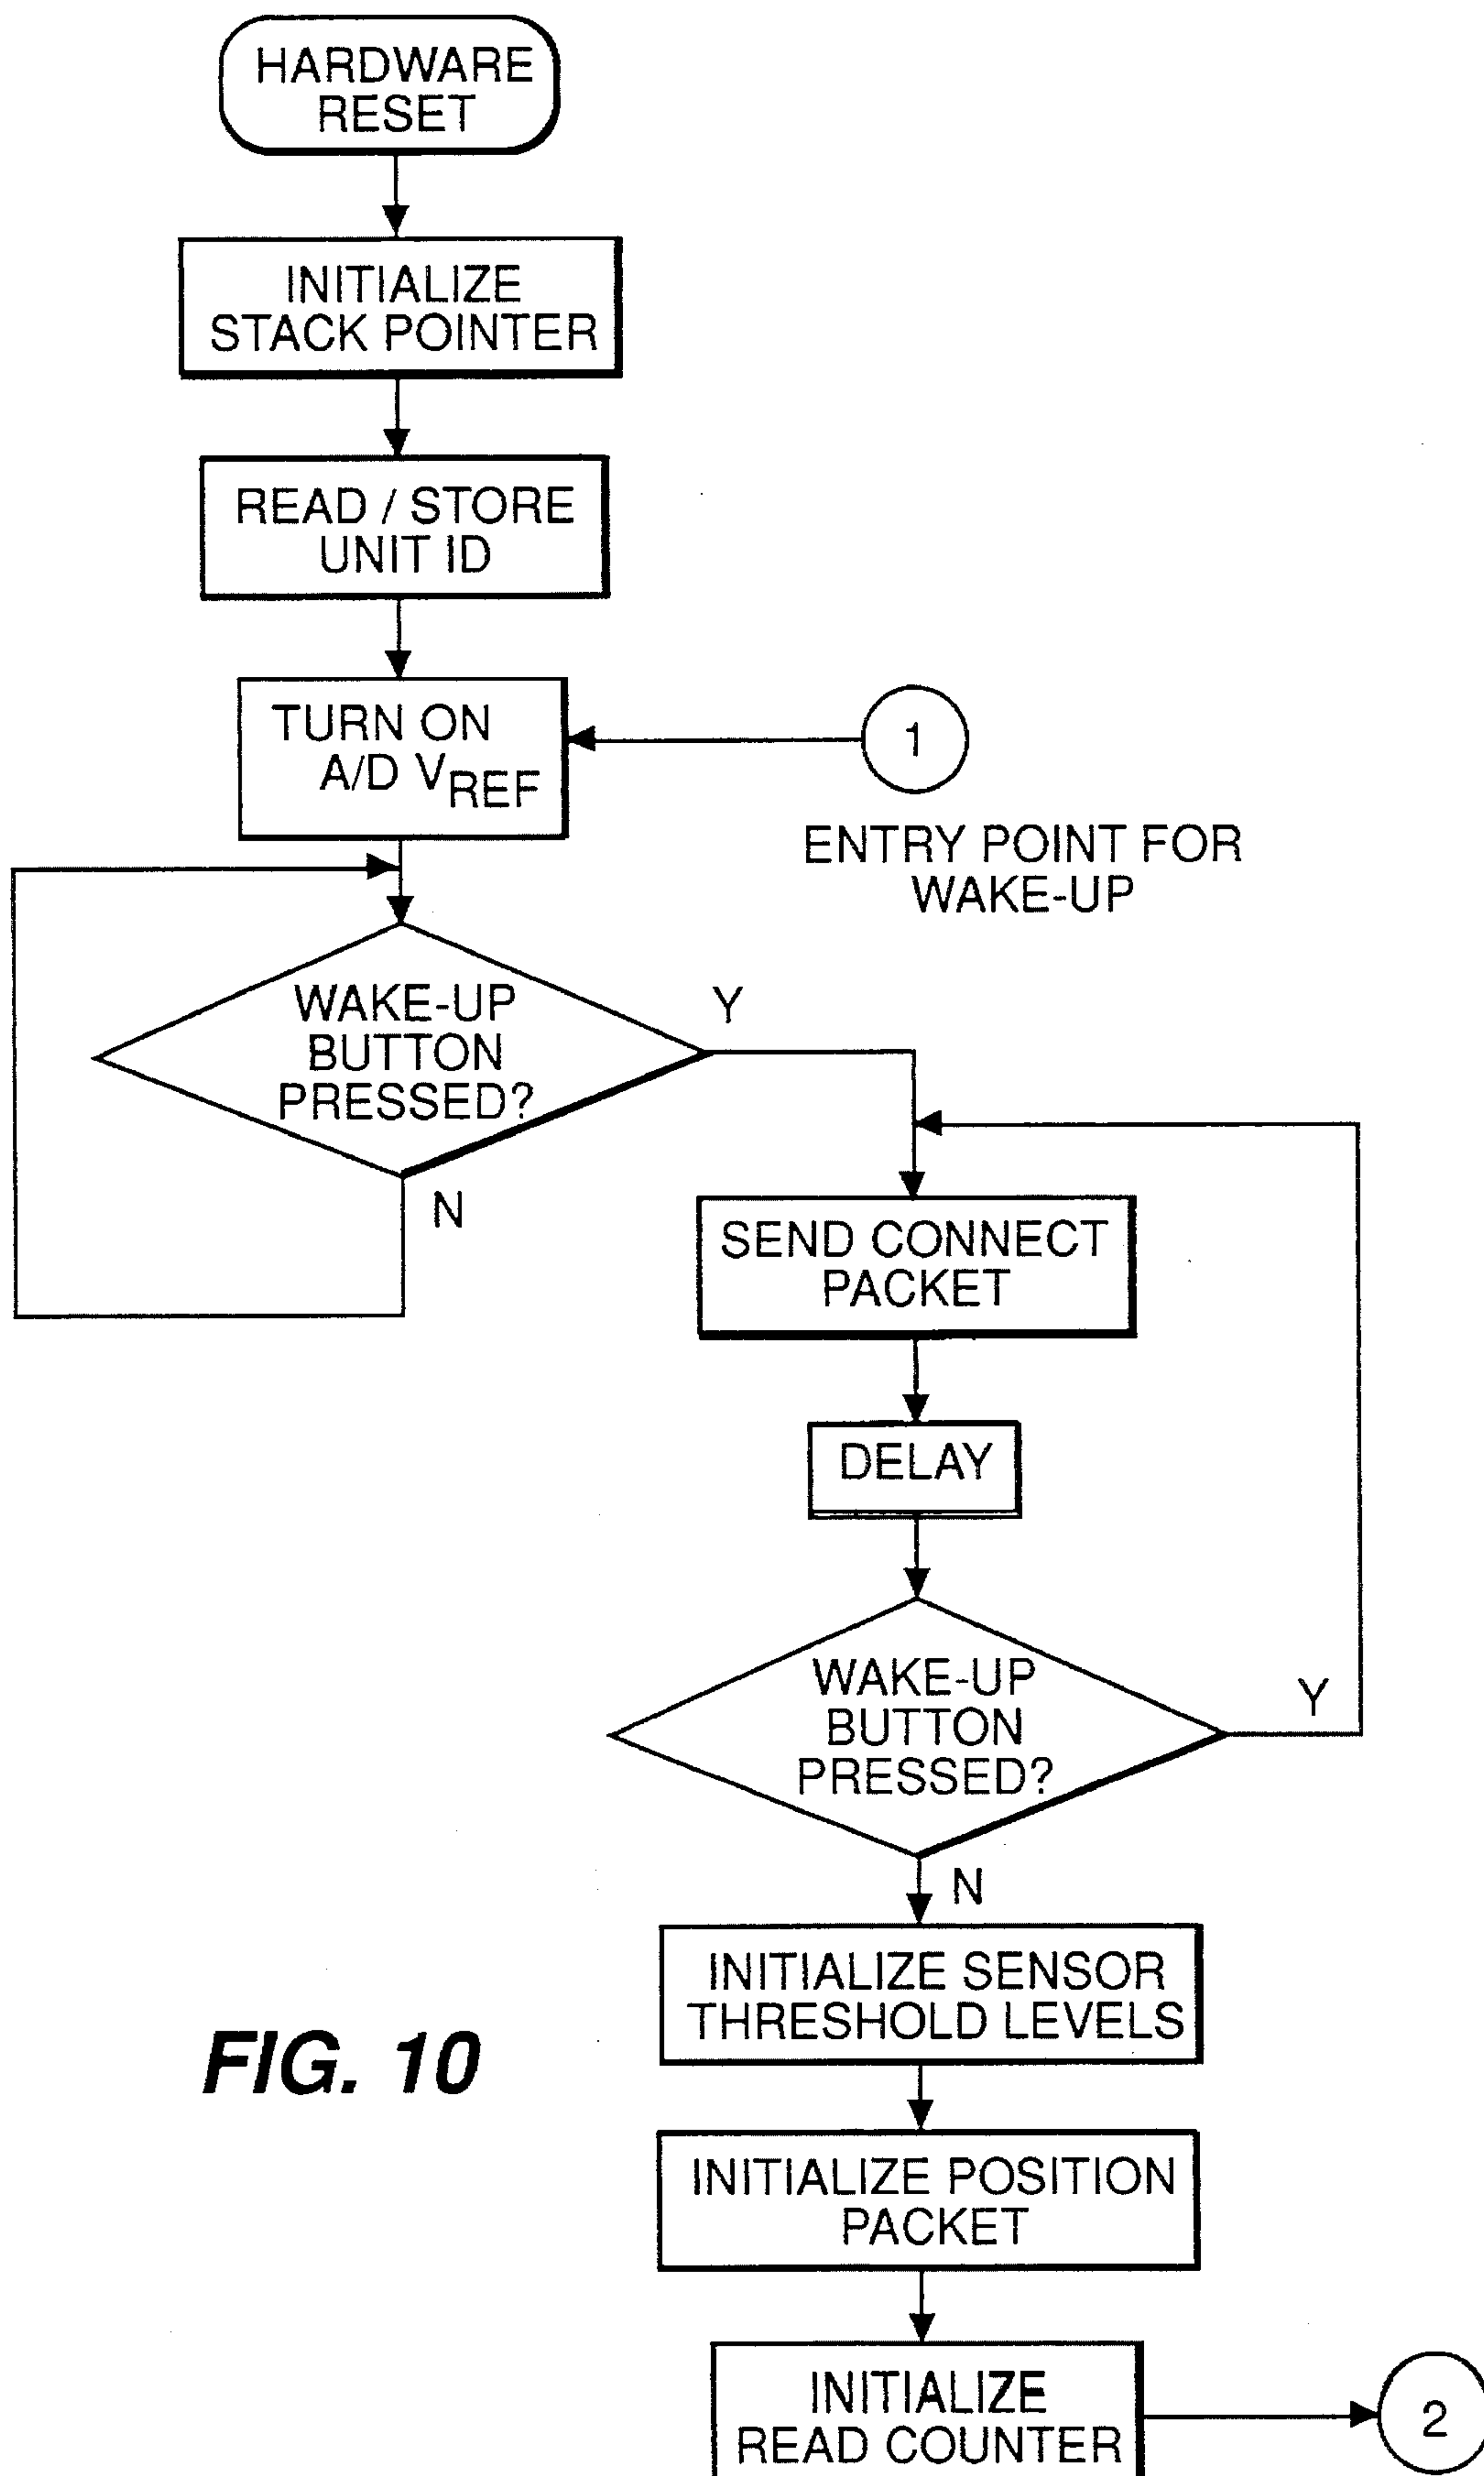 HARDWARE
RESET
INITIALIZE
STACK POINTER
READ / STORE
UNIT ID
TURN ON
A/D VREF
1
ENTRY POINT FOR
WAKE-UP
WAKE-UP
BUTTON
PRESSED?
Y
N
SEND CONNECT
PACKET
DELAY
WAKE-UP
BUTTON
PRESSED?
Y
N
INITIALIZE SENSOR
THRESHOLD LEVELS
INITIALIZE POSITION
PACKET
INITIALIZE
READ COUNTER
2
FIG. 10